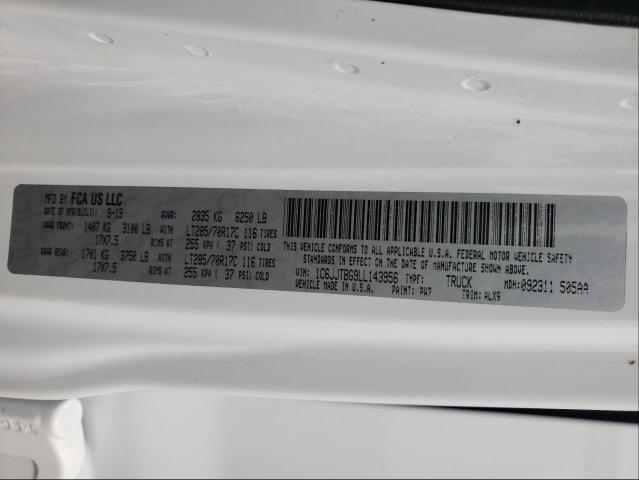 MFD BY FCA US LLC
DATE OF MFR(BUILT): 9-19 GVWR: 2835 KG 6250 LB
GAWR FRONT: 1407 KG 3100 LB WITH LT285/70R17C 116 TIRES
17X7.5 RIMS AT 255 KPA ( 37 PSI) COLD
GAWR REAR: 1701 KG 3750 LB WITH LT285/70R17C 116 TIRES
17X7.5 RIMS AT 255 KPA ( 37 PSI) COLD
THIS VEHICLE CONFORMS TO ALL APPLICABLE U.S.A. FEDERAL MOTOR VEHICLE SAFETY
STANDARDS IN EFFECT ON THE DATE OF MANUFACTURE SHOWN ABOVE.
VIN: 1C6JJTBG9LL143956 TYPE: TRUCK MDH:092311 505AA
VEHICLE MADE IN U.S.A. PAINT: PW7 TRIM: ALX9